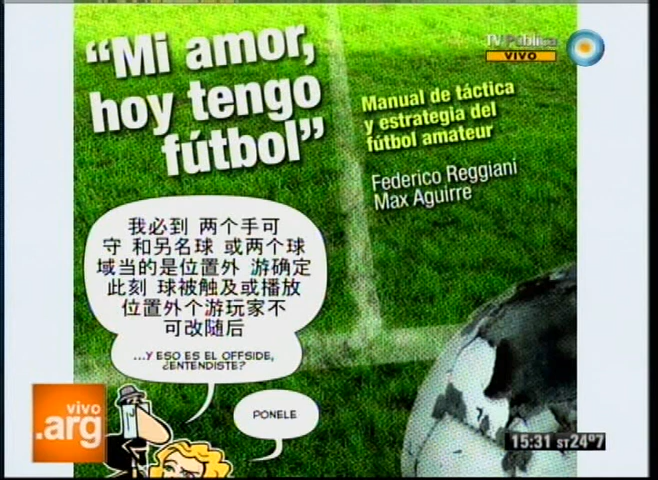 “Mi amor,
hoy tengo
fútbol”
TV Pública
VIVO
Manual de táctica
y estrategia del
fútbol amateur
Federico Reggiani
Max Aguirre
我必到 两个手可
守 和另名球 或两个球
域当的是位置外 游确定
此刻 球被触及或播放
位置外个游玩家不
可改随后
...Y ESO ES EL OFFSIDE,
¿ENTENDISTE?
PONELE
vivo
.arg
15:31 ST24°7